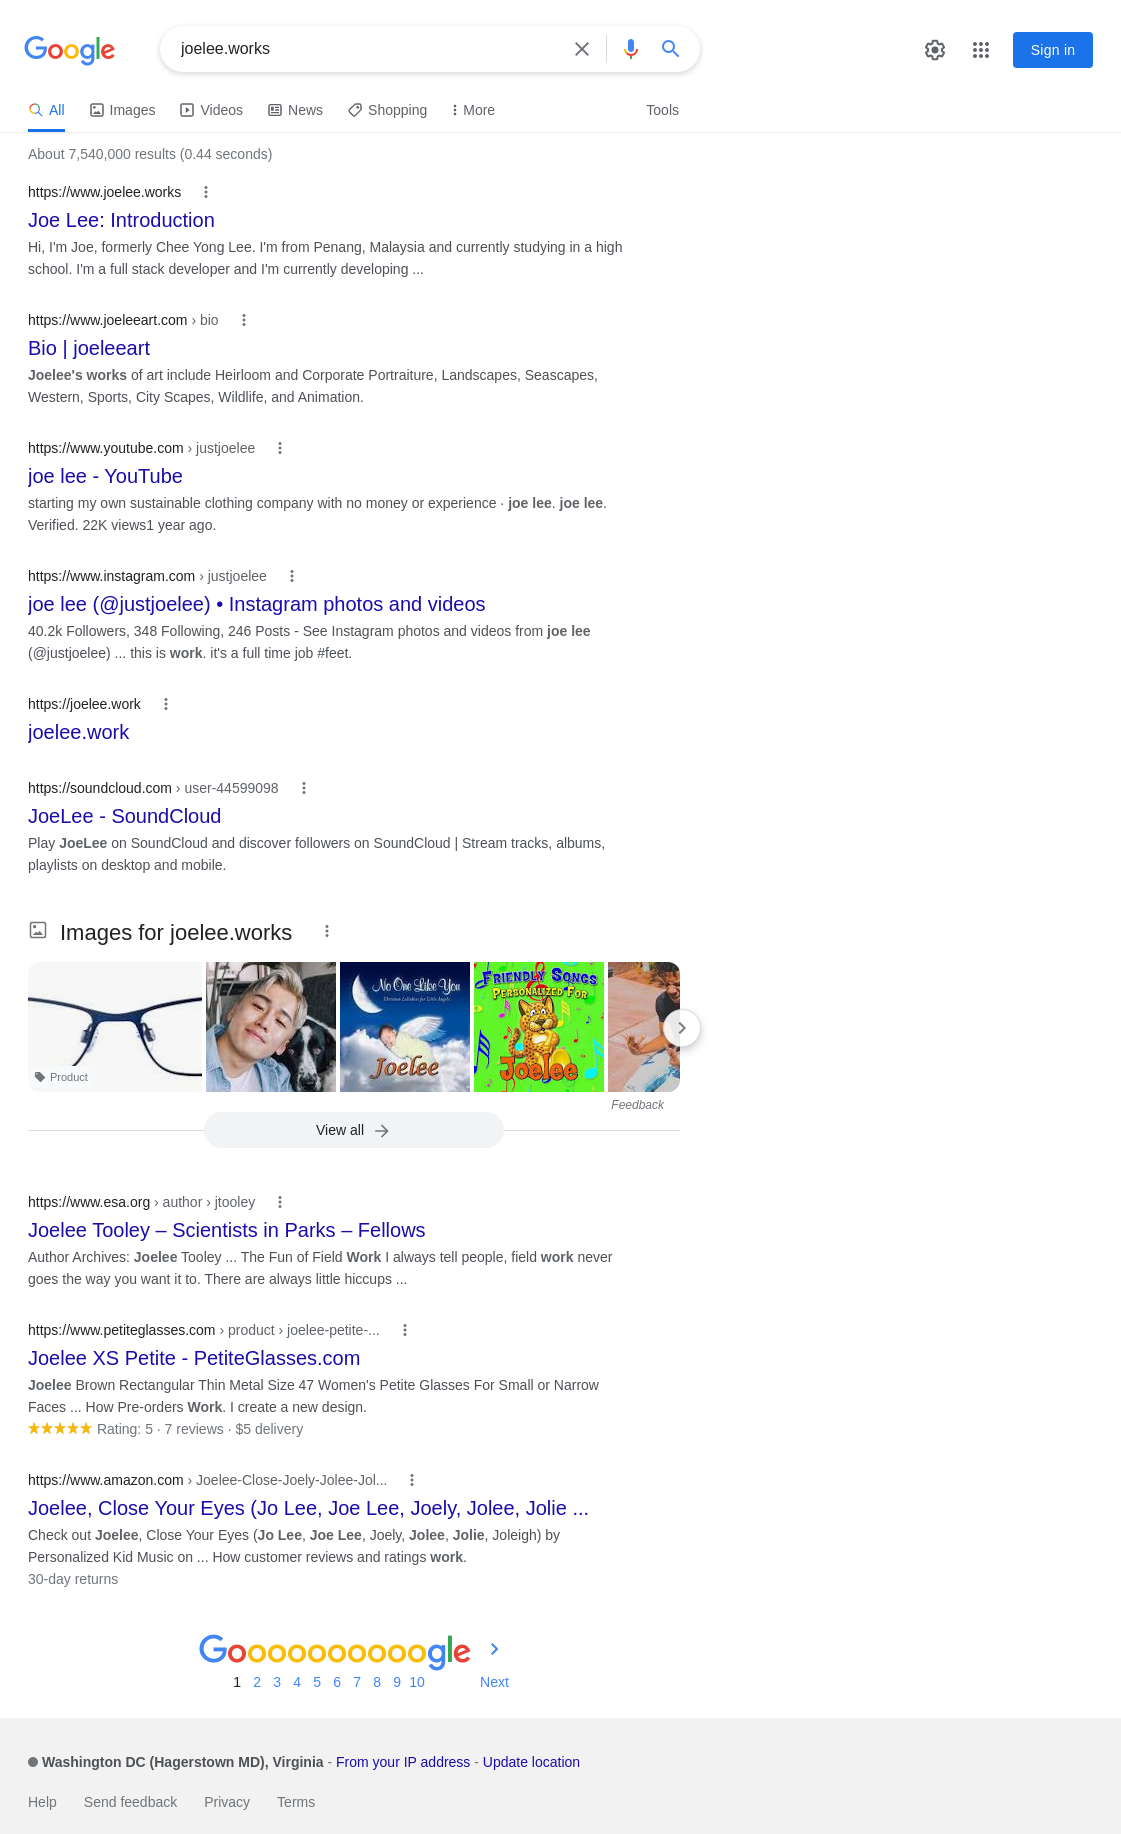 Google
joelee.works
Sign in
All Images Videos News Shopping More Tools
About 7,540,000 results (0.44 seconds)
https://www.joelee.works
Joe Lee: Introduction
Hi, I'm Joe, formerly Chee Yong Lee. I'm from Penang, Malaysia and currently studying in a high
school. I'm a full stack developer and I'm currently developing ...
https://www.joeleeart.com › bio
Bio | joeleeart
Joelee's works of art include Heirloom and Corporate Portraiture, Landscapes, Seascapes,
Western, Sports, City Scapes, Wildlife, and Animation.
https://www.youtube.com › justjoelee
joe lee - YouTube
starting my own sustainable clothing company with no money or experience · joe lee. joe lee.
Verified. 22K views1 year ago.
https://www.instagram.com › justjoelee
joe lee (@justjoelee) • Instagram photos and videos
40.2k Followers, 348 Following, 246 Posts - See Instagram photos and videos from joe lee
(@justjoelee) ... this is work. it's a full time job #feet.
https://joelee.work
joelee.work
https://soundcloud.com › user-44599098
JoeLee - SoundCloud
Play JoeLee on SoundCloud and discover followers on SoundCloud | Stream tracks, albums,
playlists on desktop and mobile.
Images for joelee.works
Product
No One Like You
Christian Lullabies for Little Angels
Joelee
FRIENDLY SONGS
PERSONALIZED FOR
Joelee
Feedback
View all
https://www.esa.org › author › jtooley
Joelee Tooley – Scientists in Parks – Fellows
Author Archives: Joelee Tooley ... The Fun of Field Work I always tell people, field work never
goes the way you want it to. There are always little hiccups ...
https://www.petiteglasses.com › product › joelee-petite-...
Joelee XS Petite - PetiteGlasses.com
Joelee Brown Rectangular Thin Metal Size 47 Women's Petite Glasses For Small or Narrow
Faces ... How Pre-orders Work. I create a new design.
Rating: 5 · 7 reviews · $5 delivery
https://www.amazon.com › Joelee-Close-Joely-Jolee-Jol...
Joelee, Close Your Eyes (Jo Lee, Joe Lee, Joely, Jolee, Jolie ...
Check out Joelee, Close Your Eyes (Jo Lee, Joe Lee, Joely, Jolee, Jolie, Joleigh) by
Personalized Kid Music on ... How customer reviews and ratings work.
30-day returns
Goooooooooogle
1 2 3 4 5 6 7 8 9 10 Next
Washington DC (Hagerstown MD), Virginia - From your IP address - Update location
Help Send feedback Privacy Terms